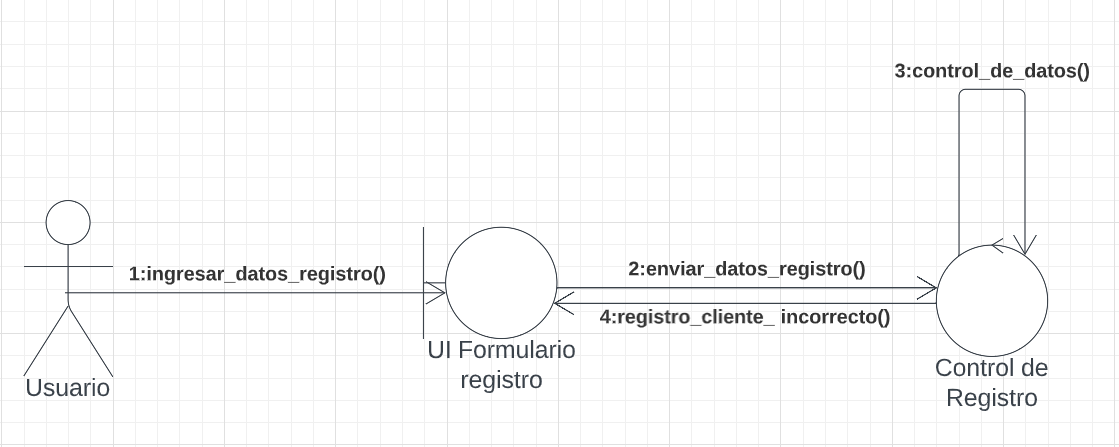 3:control_de_datos()
1:ingresar_datos_registro()
2:enviar_datos_registro()
4:registro_cliente_ incorrecto()
UI Formulario
registro
Usuario
Control de
Registro